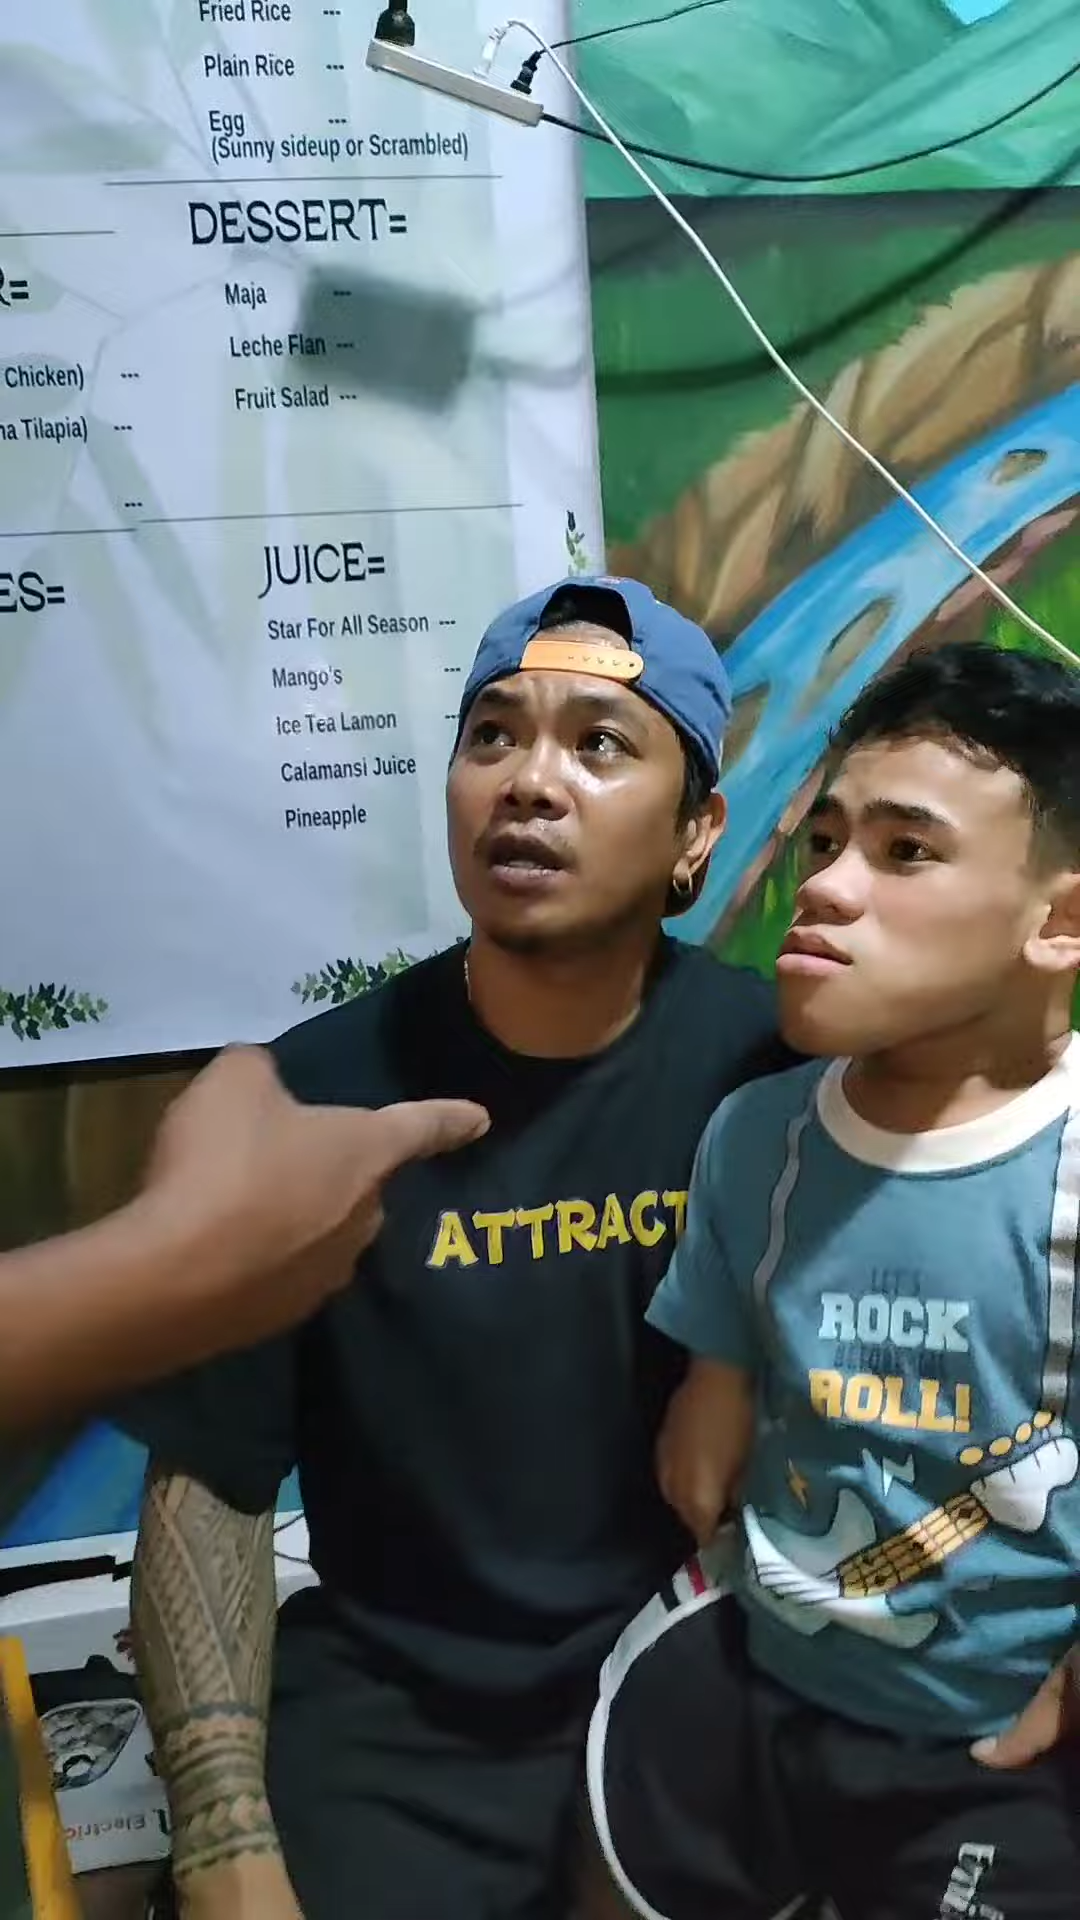 Fried Rice ---
Plain Rice ---
Egg ---
(Sunny sideup or Scrambled)
DESSERT=
Maja ---
Leche Flan ---
Fruit Salad ---
R=
Chicken) ---
na Tilapia) ---
---
ES=
JUICE=
Star For All Season ---
Mango's ---
Ice Tea Lamon ---
Calamansi Juice
Pineapple
ATTRACT
LET'S
ROCK
ROLL!
Electric